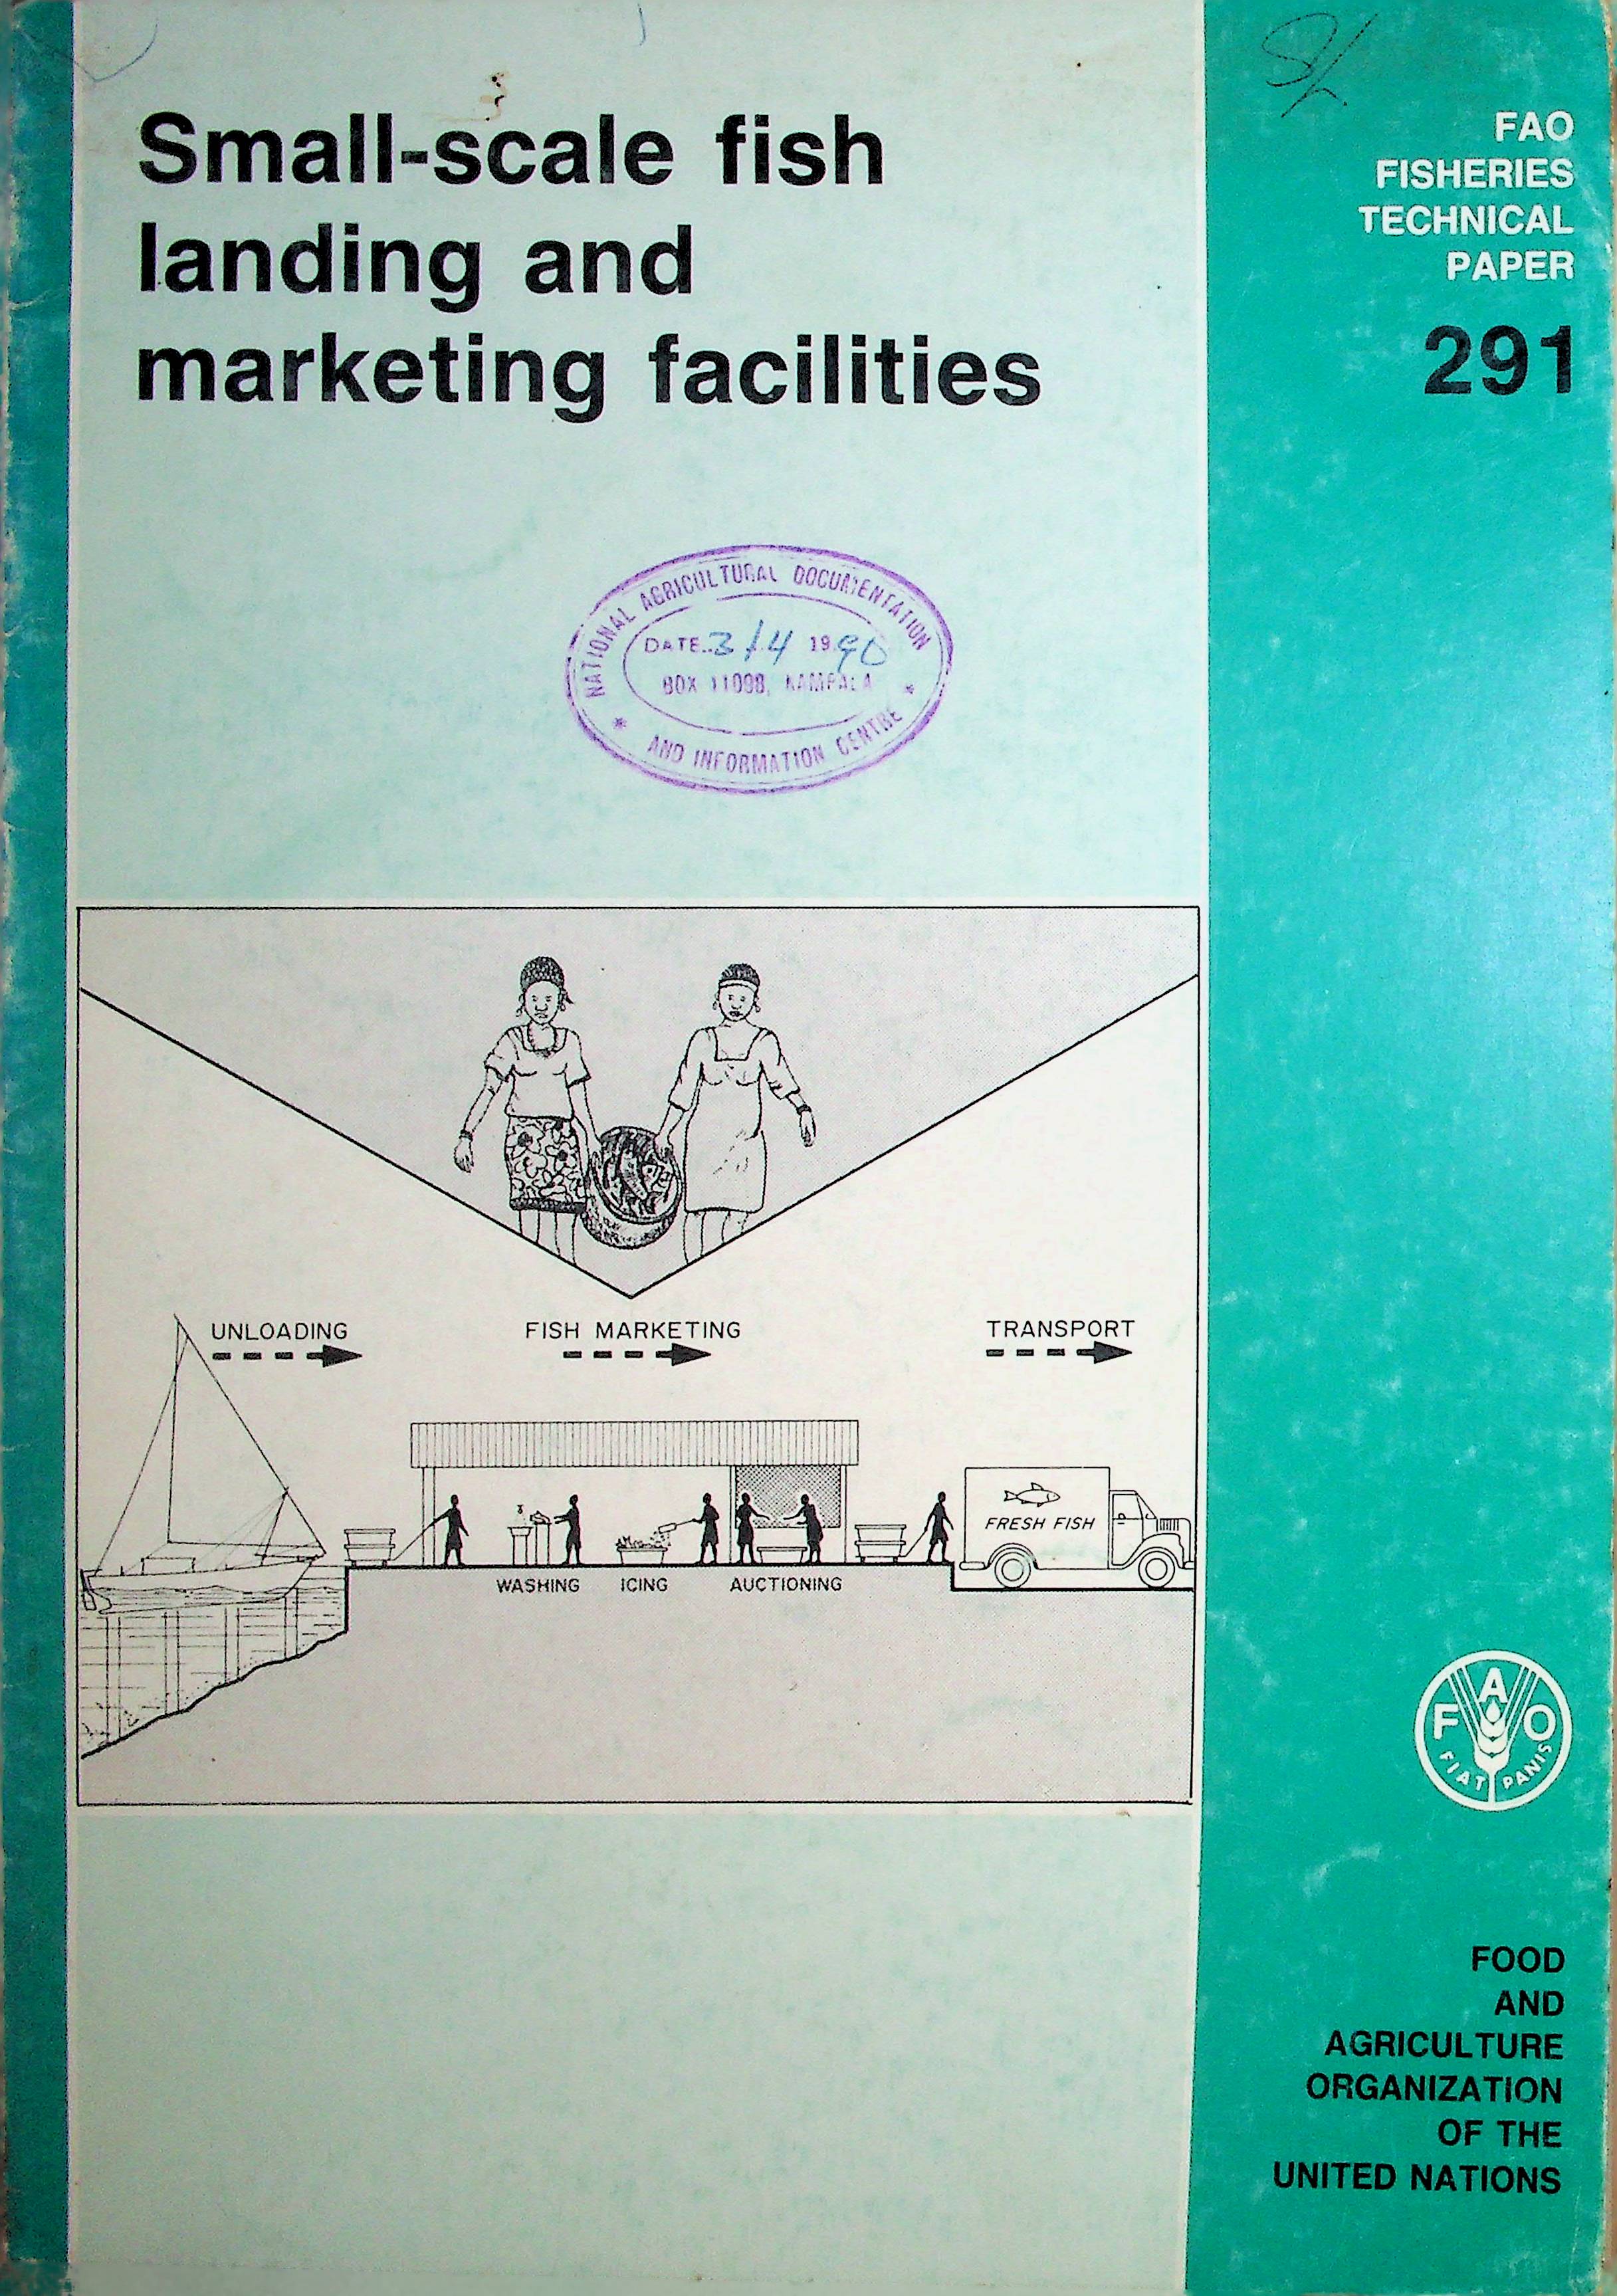 Small-scale fish
landing and
marketing facilities
FAO
FISHERIES
TECHNICAL
PAPER
291
NATIONAL AGRICULTURAL DOCUMENTATION
DATE 3/4 1990
BOX 11098, KAMPALA
AND INFORMATION CENTRE
UNLOADING
FISH MARKETING
TRANSPORT
FRESH FISH
WASHING
ICING
AUCTIONING
FAO
FIAT PANIS
FOOD
AND
AGRICULTURE
ORGANIZATION
OF THE
UNITED NATIONS